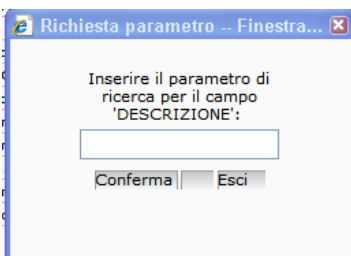 Richiesta parametro -- Finestra...
Inserire il parametro di
ricerca per il campo
'DESCRIZIONE':
Conferma Esci